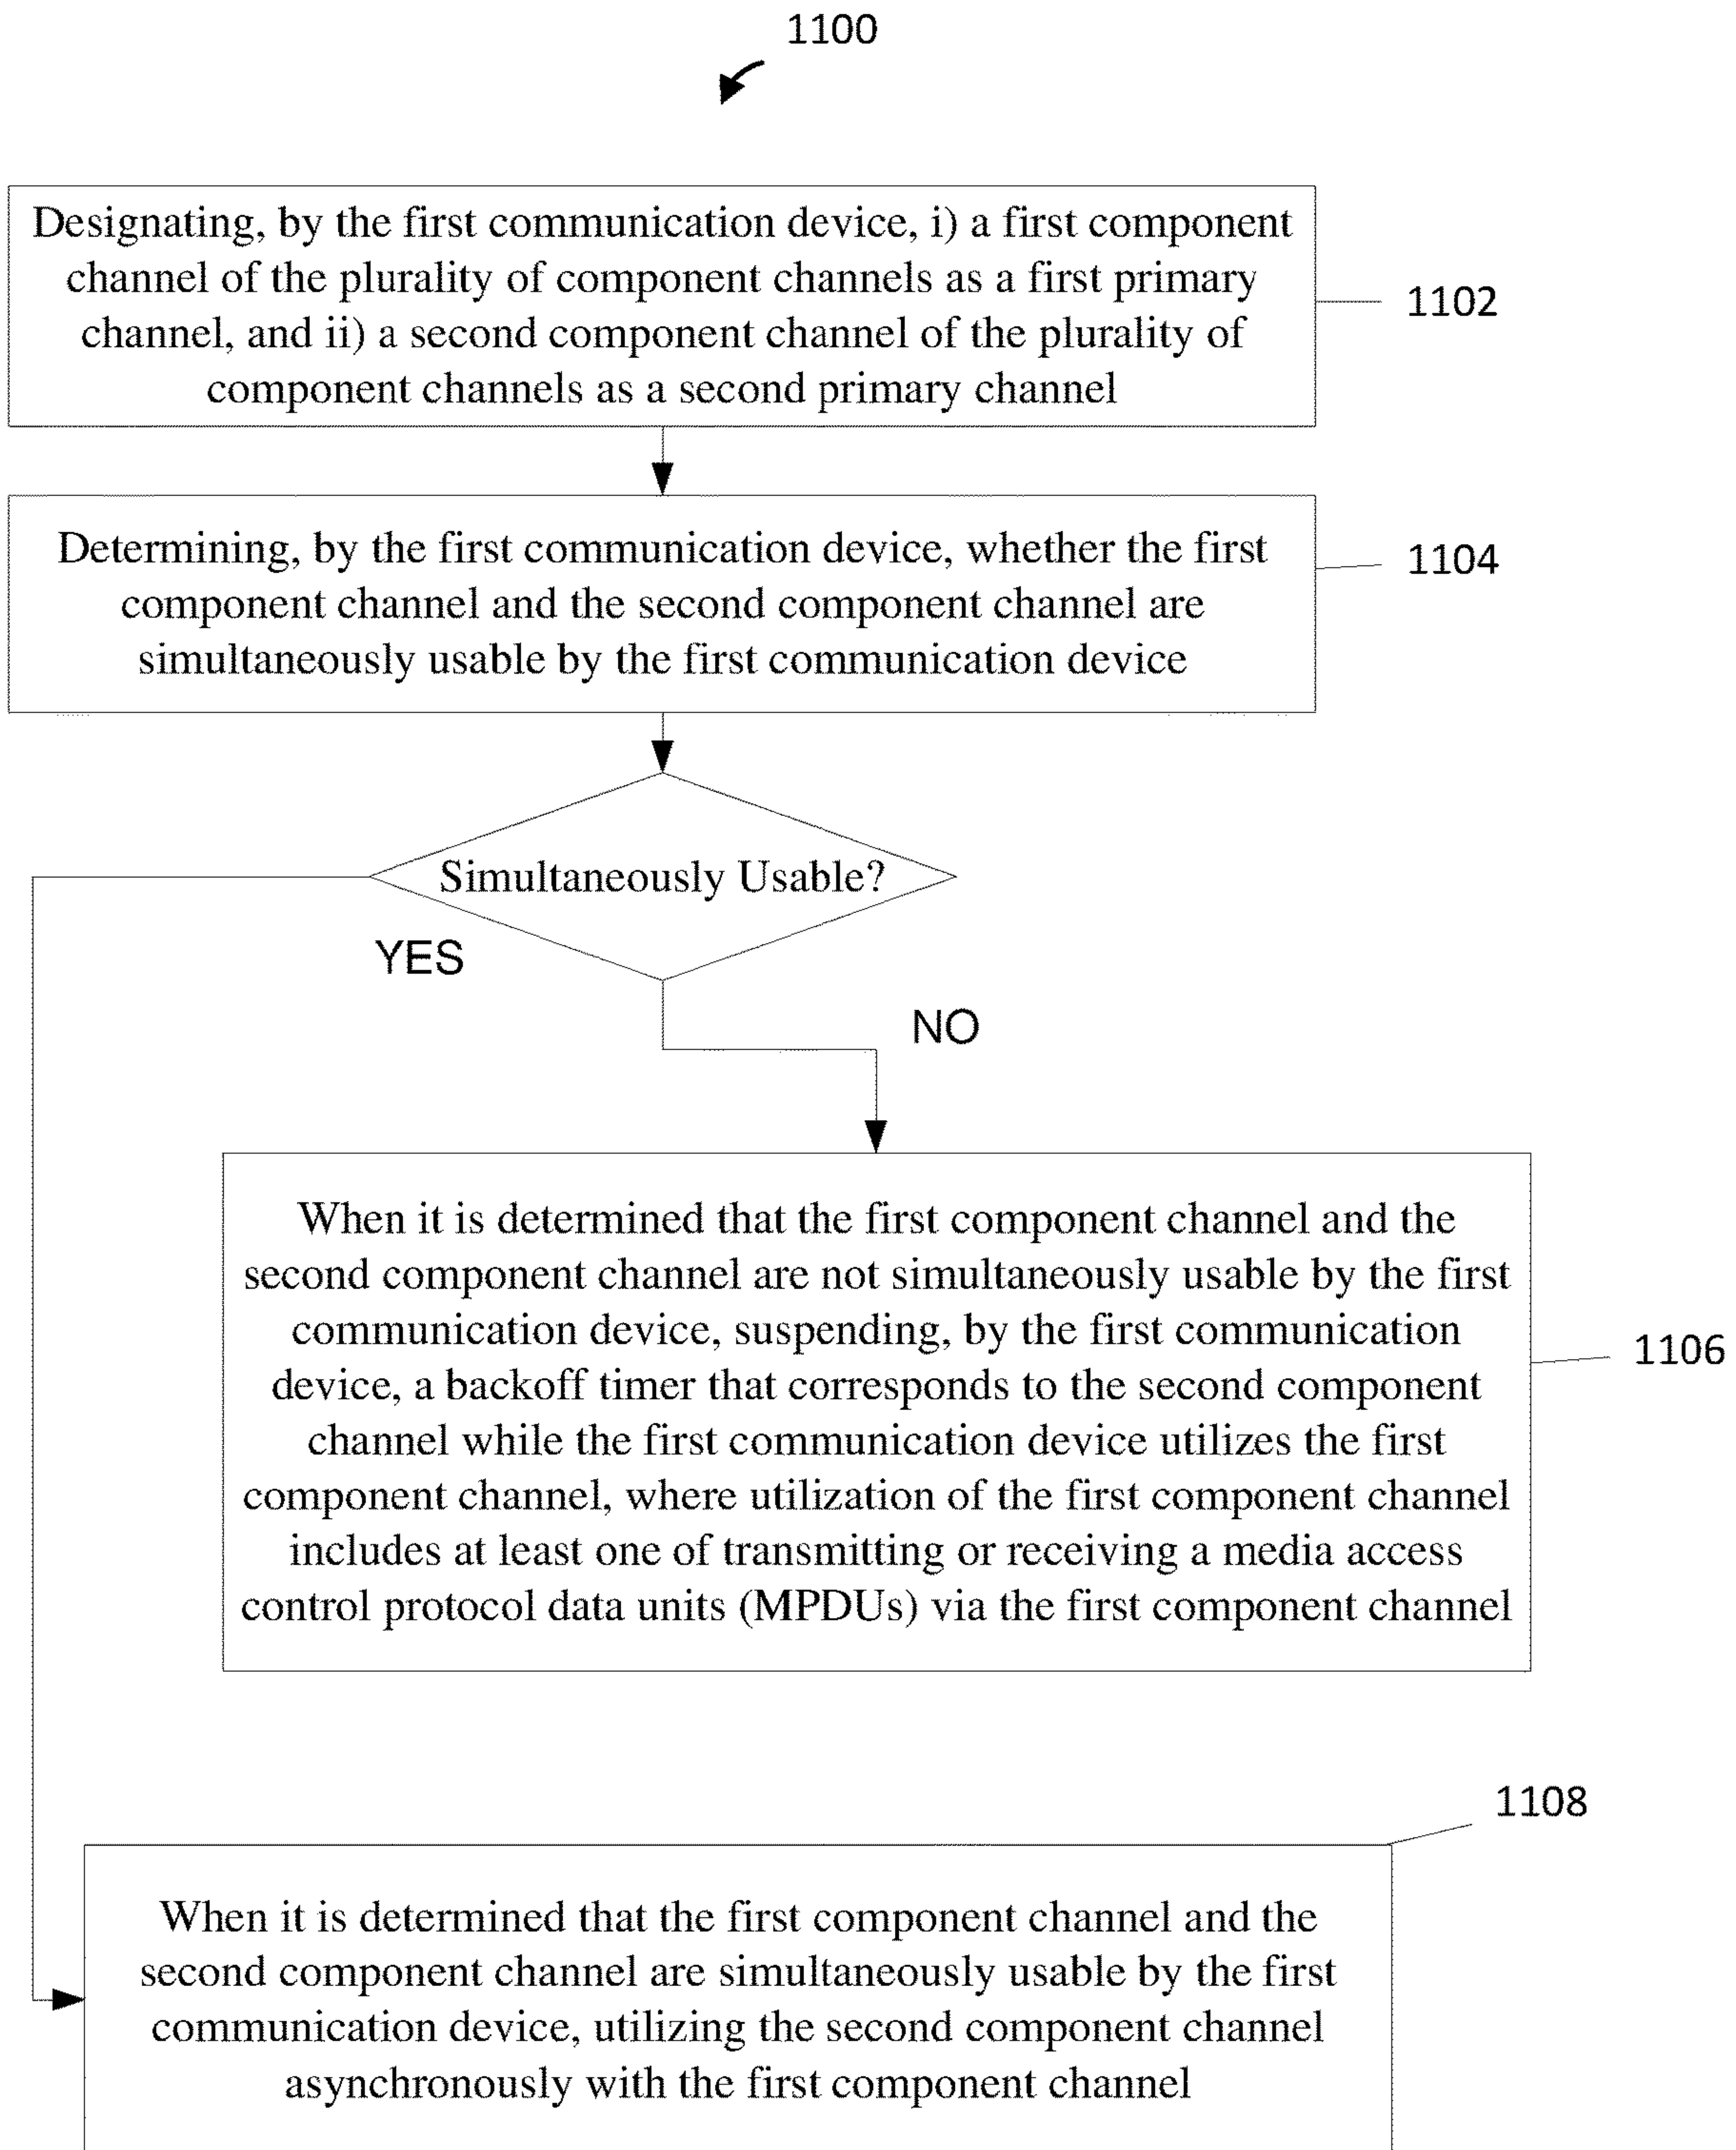 1100
Designating, by the first communication device, i) a first component
channel of the plurality of component channels as a first primary
channel, and ii) a second component channel of the plurality of
component channels as a second primary channel
1102
Determining, by the first communication device, whether the first
component channel and the second component channel are
simultaneously usable by the first communication device
1104
Simultaneously Usable?
YES
NO
When it is determined that the first component channel and the
second component channel are not simultaneously usable by the first
communication device, suspending, by the first communication
device, a backoff timer that corresponds to the second component
channel while the first communication device utilizes the first
component channel, where utilization of the first component channel
includes at least one of transmitting or receiving a media access
control protocol data units (MPDUs) via the first component channel
1106
1108
When it is determined that the first component channel and the
second component channel are simultaneously usable by the first
communication device, utilizing the second component channel
asynchronously with the first component channel